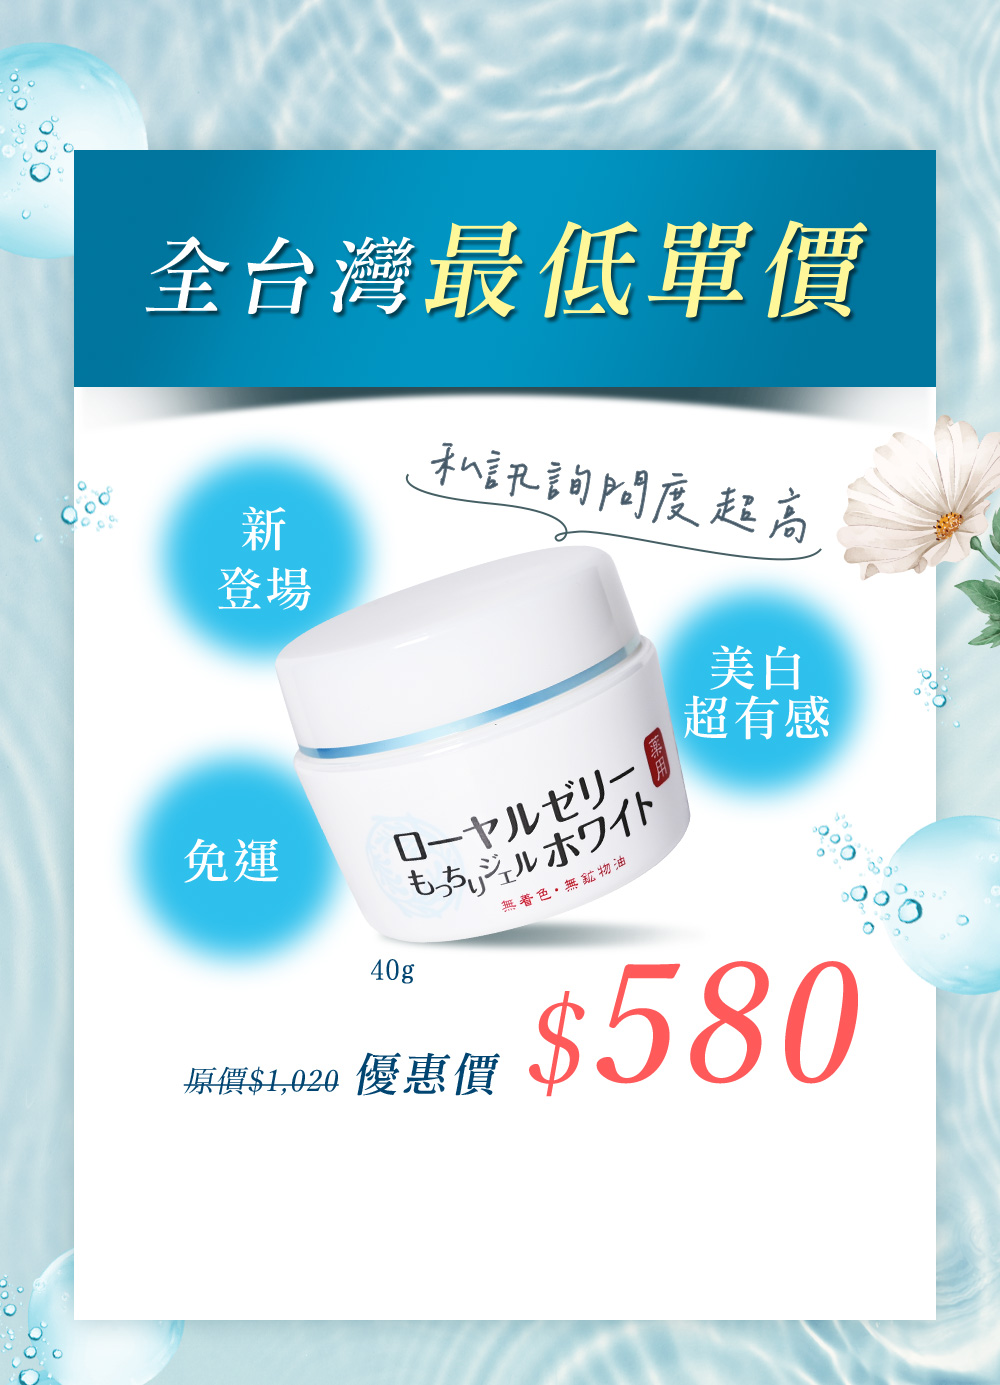 全台灣最低單價
私訊詢問度超高
新
登場
美白
超有感
免運
薬用
ローヤルゼリー
もっちりジェルホワイト
無着色・無鉱物油
40g
原價$1,020 優惠價 $580